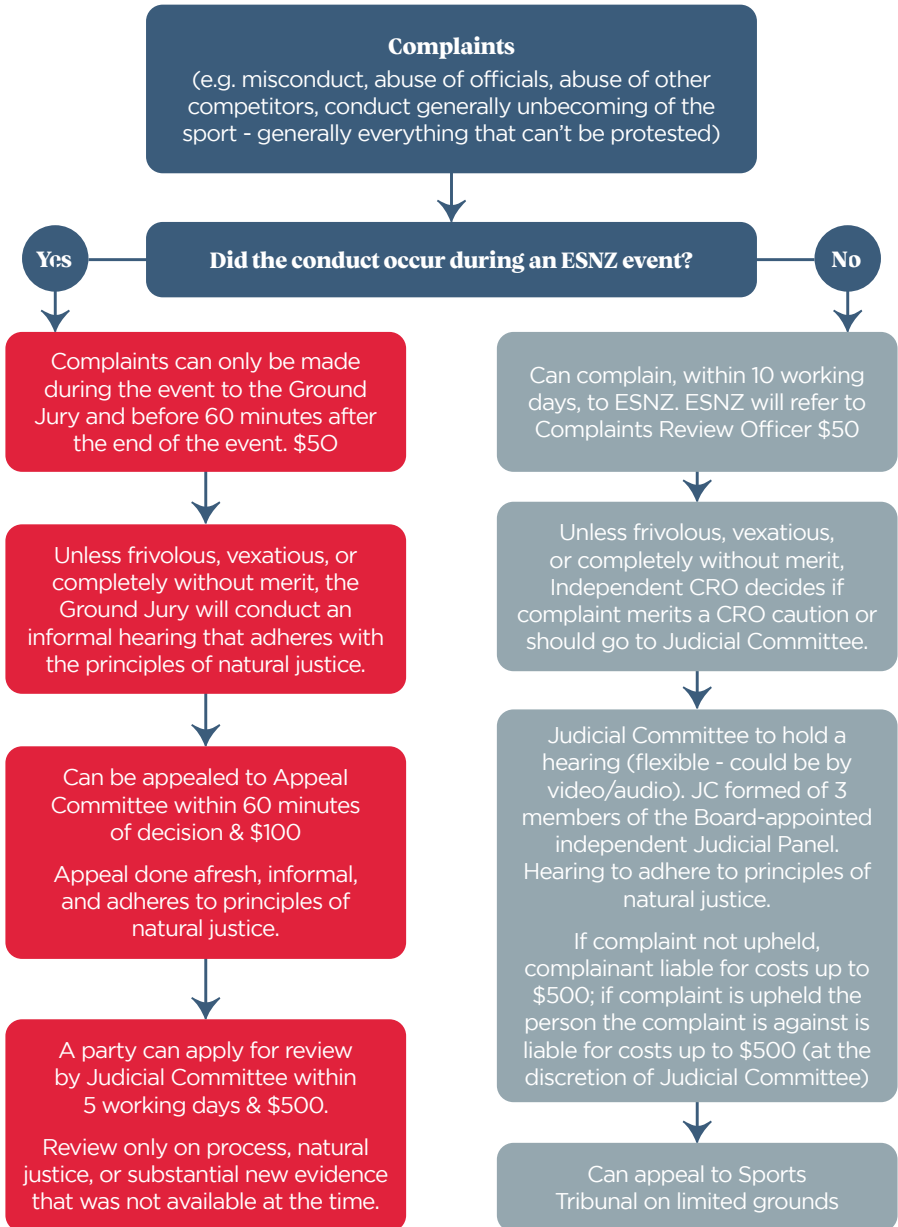 Complaints
(e.g. misconduct, abuse of officials, abuse of other
competitors, conduct generally unbecoming of the
sport - generally everything that can't be protested)
Yes
Did the conduct occur during an ESNZ event?
No
Complaints can only be made
during the event to the Ground
Jury and before 60 minutes after
the end of the event. $5O
Unless frivolous, vexatious, or
completely without merit, the
Ground Jury will conduct an
informal hearing that adheres with
the principles of natural justice.
Can be appealed to Appeal
Committee within 60 minutes
of decision & $100
Appeal done afresh, informal,
and adheres to principles of
natural justice.
A party can apply for review
by Judicial Committee within
5 working days & $500.
Review only on process, natural
justice, or substantial new evidence
that was not available at the time.
Can complain, within 10 working
days, to ESNZ. ESNZ will refer to
Complaints Review Officer $50
Unless frivolous, vexatious,
or completely without merit,
Independent CRO decides if
complaint merits a CRO caution or
should go to Judicial Committee.
Judicial Committee to hold a
hearing (flexible - could be by
video/audio). JC formed of 3
members of the Board-appointed
independent Judicial Panel.
Hearing to adhere to principles of
natural justice.
If complaint not upheld,
complainant liable for costs up to
$500; if complaint is upheld the
person the complaint is against is
liable for costs up to $500 (at the
discretion of Judicial Committee)
Can appeal to Sports
Tribunal on limited grounds